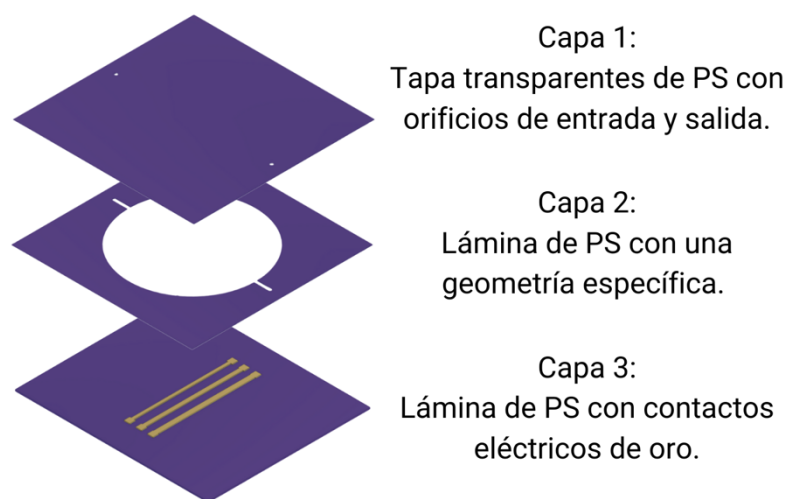 Capa 1:
Tapa transparentes de PS con
orificios de entrada y salida.
Capa 2:
Lámina de PS con una
geometría específica.
Capa 3:
Lámina de PS con contactos
eléctricos de oro.